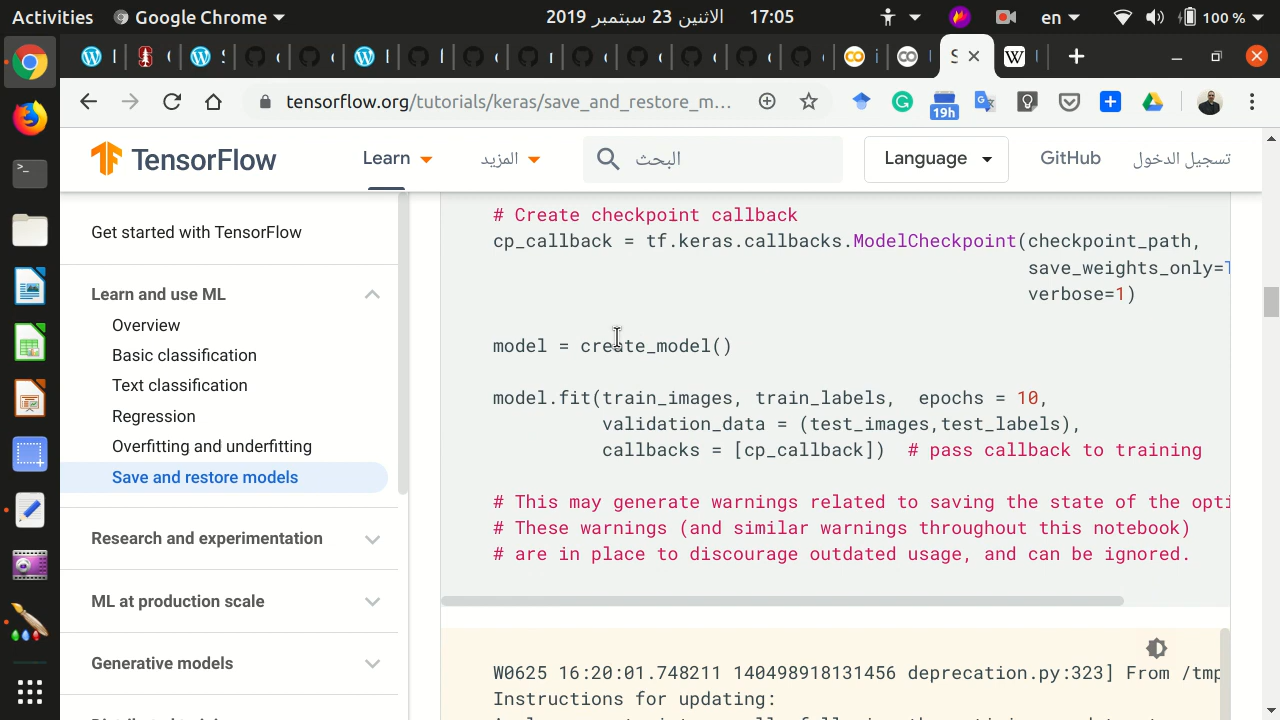 Activities
Google Chrome
الاثنين 23 سبتمبر 2019
17:05
en
100 %
tensorflow.org/tutorials/keras/save_and_restore_m...
19h
TensorFlow
Learn
المزيد
البحث
Language
GitHub
تسجيل الدخول
Get started with TensorFlow
Learn and use ML
Overview
Basic classification
Text classification
Regression
Overfitting and underfitting
Save and restore models
Research and experimentation
ML at production scale
Generative models
# Create checkpoint callback
cp_callback = tf.keras.callbacks.ModelCheckpoint(checkpoint_path,
save_weights_only=T
verbose=1)
model = create_model()
model.fit(train_images, train_labels,  epochs = 10,
validation_data = (test_images,test_labels),
callbacks = [cp_callback])  # pass callback to training
# This may generate warnings related to saving the state of the opti
# These warnings (and similar warnings throughout this notebook)
# are in place to discourage outdated usage, and can be ignored.
W0625 16:20:01.748211 140498918131456 deprecation.py:323] From /tmp
Instructions for updating: